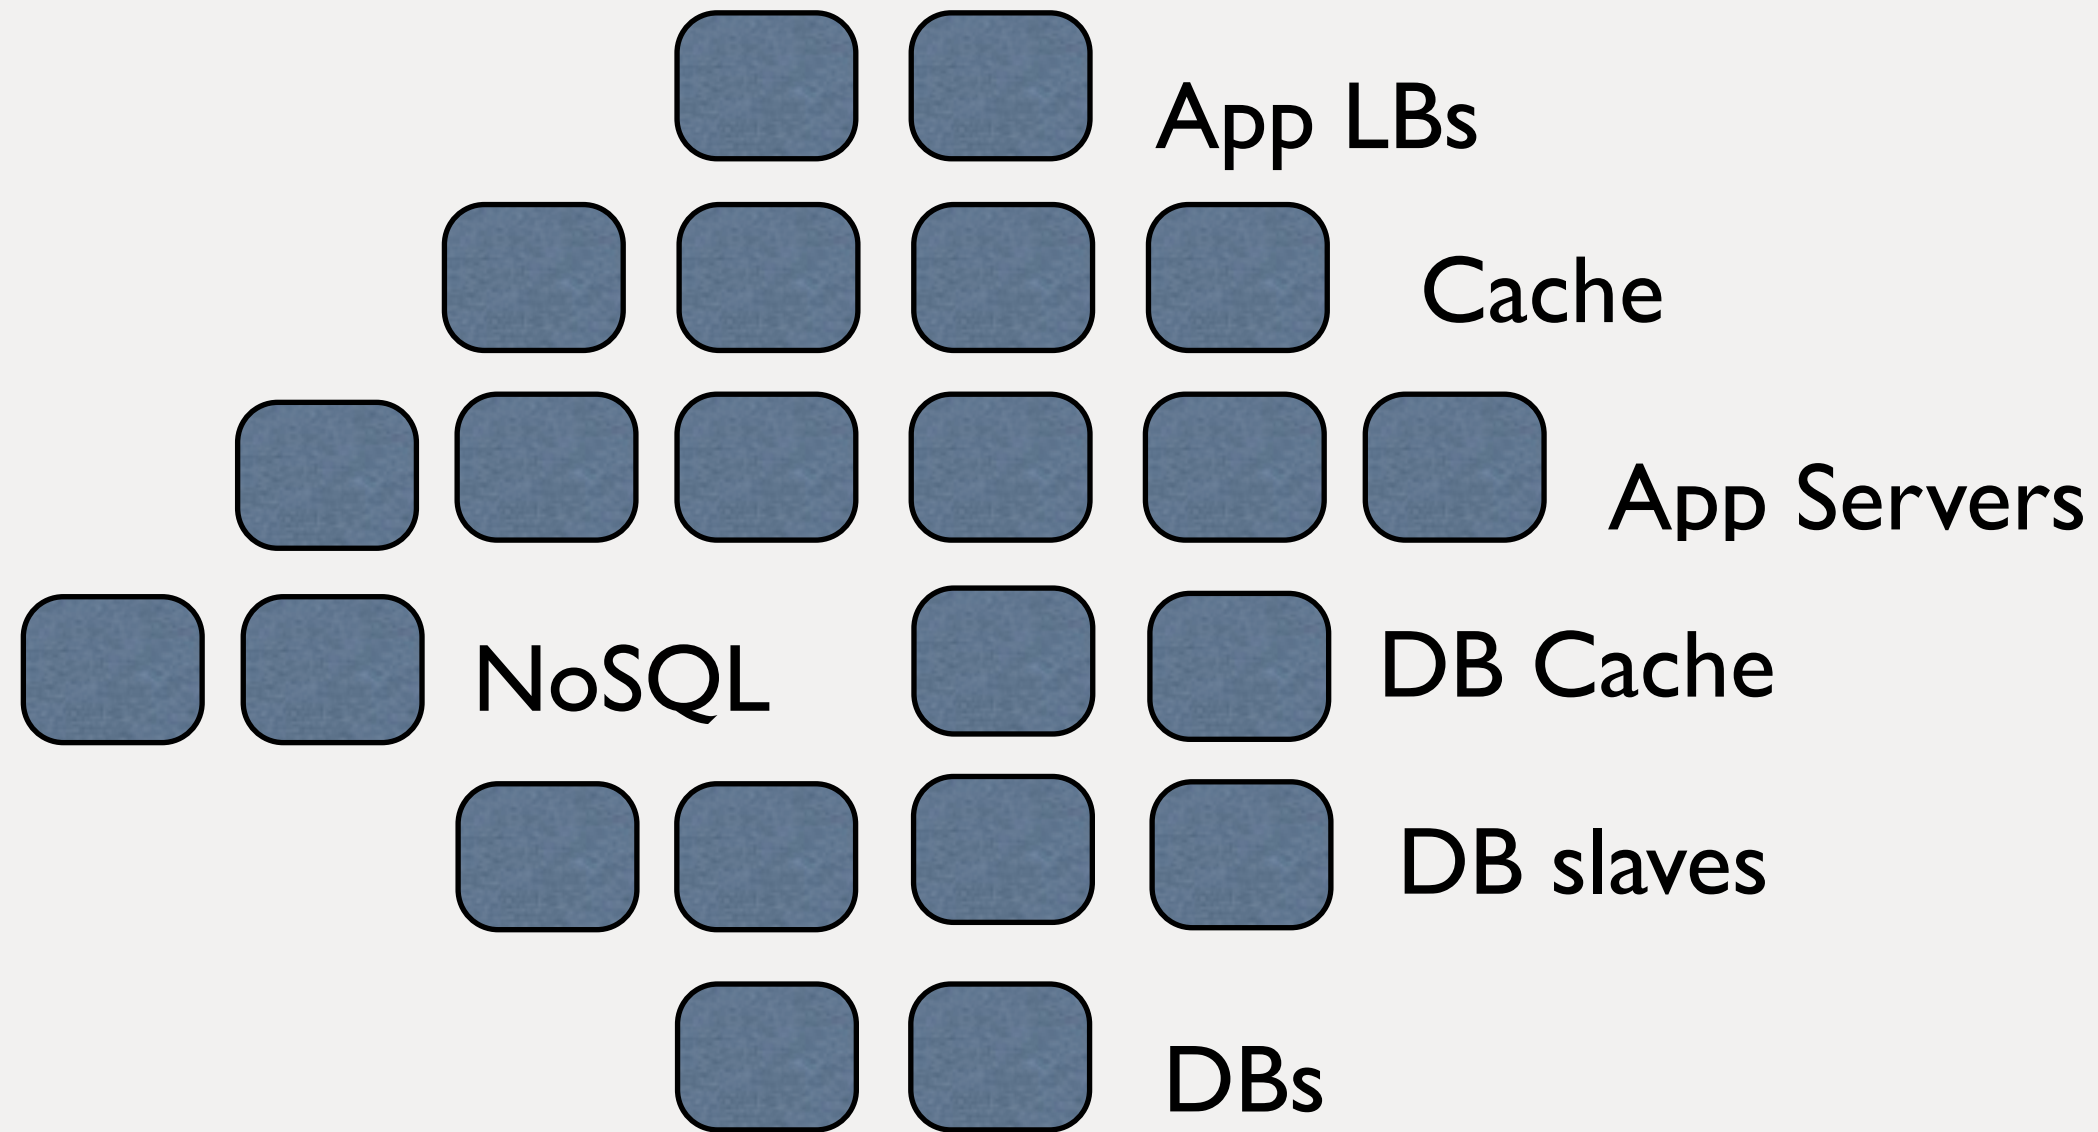 App LBs
Cache
App Servers
NoSQL
DB Cache
DB slaves
DBs